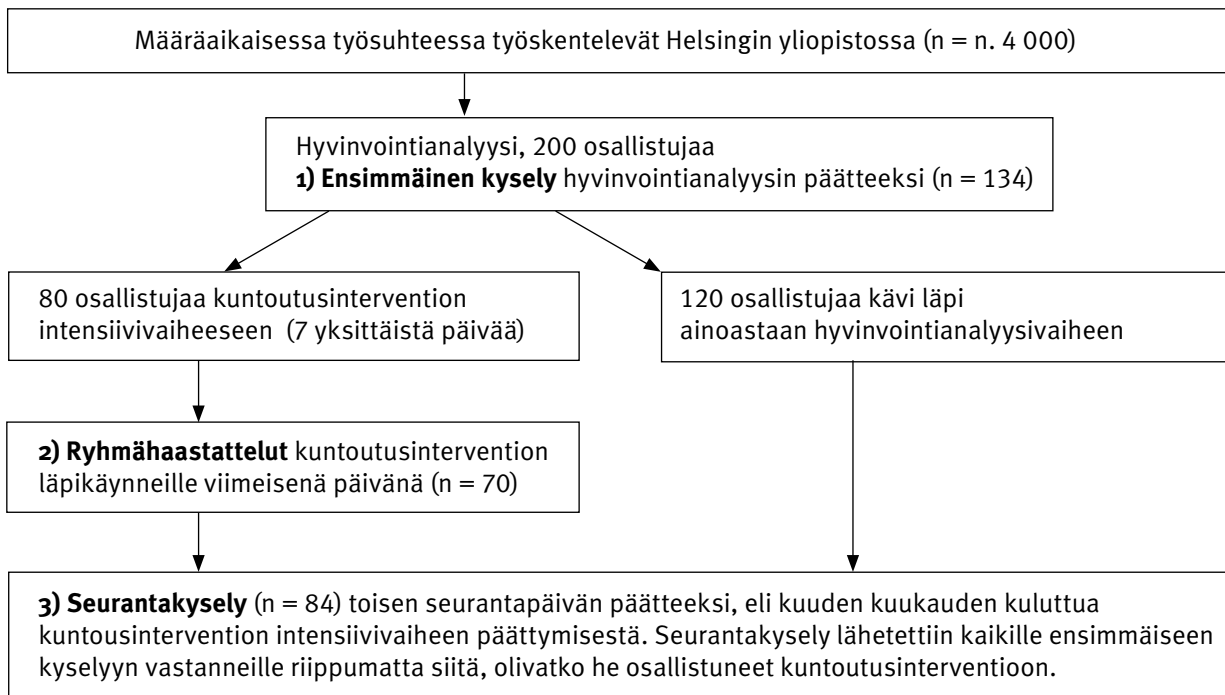 Määräaikaisessa työsuhteessa työskentelevät Helsingin yliopistossa (n = n. 4 000)
Hyvinvointianalyysi, 200 osallistujaa
1) Ensimmäinen kysely hyvinvointianalyysin päätteeksi (n = 134)
80 osallistujaa kuntoutusintervention
intensiivivaiheeseen (7 yksittäistä päivää)
120 osallistujaa kävi läpi
ainoastaan hyvinvointianalyysivaiheen
2) Ryhmähaastattelut kuntoutusintervention
läpikäynneille viimeisenä päivänä (n = 70)
3) Seurantakysely (n = 84) toisen seurantapäivän päätteeksi, eli kuuden kuukauden kuluttua
kuntousintervention intensiivivaiheen päättymisestä. Seurantakysely lähetettiin kaikille ensimmäiseen
kyselyyn vastanneille riippumatta siitä, olivatko he osallistuneet kuntoutusinterventioon.